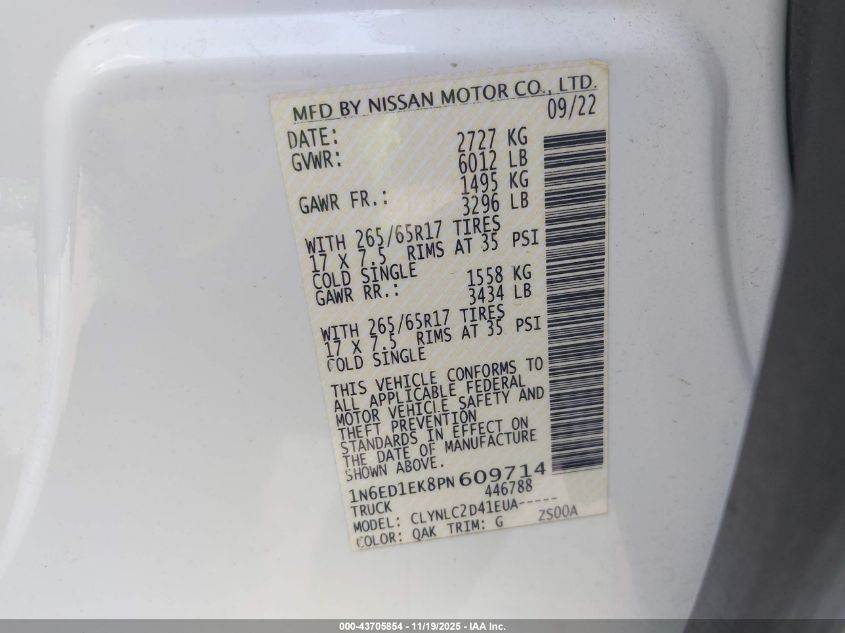 MFD BY NISSAN MOTOR CO., LTD.
DATE: 09/22
GVWR: 2727 KG
6012 LB
GAWR FR.: 1495 KG
3296 LB
WITH 265/65R17 TIRES
17 X 7.5 RIMS AT 35 PSI
COLD SINGLE
GAWR RR.: 1558 KG
3434 LB
WITH 265/65R17 TIRES
17 X 7.5 RIMS AT 35 PSI
COLD SINGLE
THIS VEHICLE CONFORMS TO
ALL APPLICABLE FEDERAL
MOTOR VEHICLE SAFETY AND
THEFT PREVENTION
STANDARDS IN EFFECT ON
THE DATE OF MANUFACTURE
SHOWN ABOVE.
1N6ED1EK8PN609714
TRUCK 446788
MODEL: CLYNLC2D41EUA-----
COLOR: QAK TRIM: G ZS00A
000-43705854 - 11/19/2025 - IAA Inc.